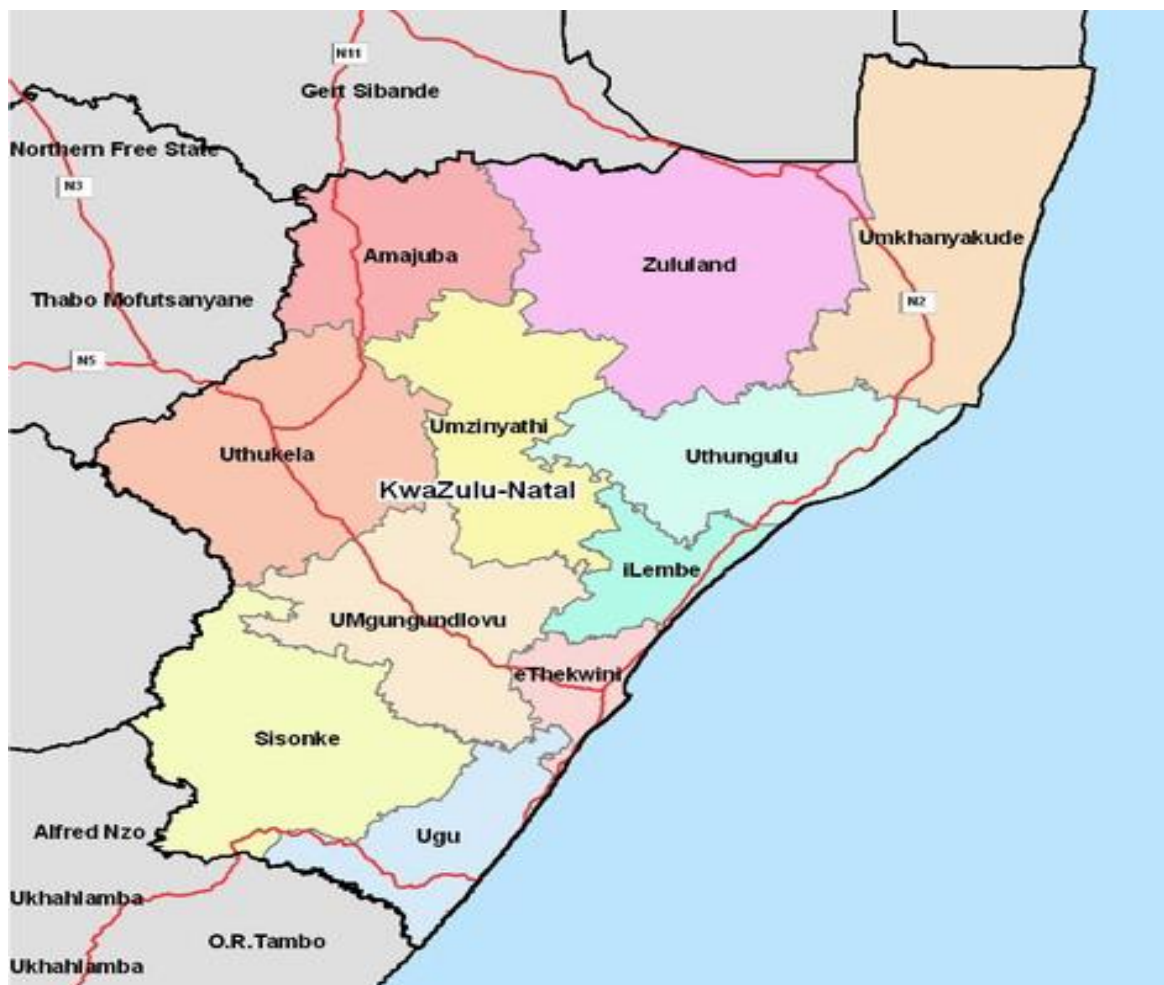 N11
Gert Sibande
Northern Free State
N3
Amajuba
Umkhanyakude
Zululand
Thabo Mofutsanyane
N2
N5
Umzinyathi
Uthukela
Uthungulu
KwaZulu-Natal
iLembe
UMgungundlovu
eThekwini
Sisonke
Alfred Nzo
Ugu
Ukhahlamba
O.R.Tambo
Ukhahlamba